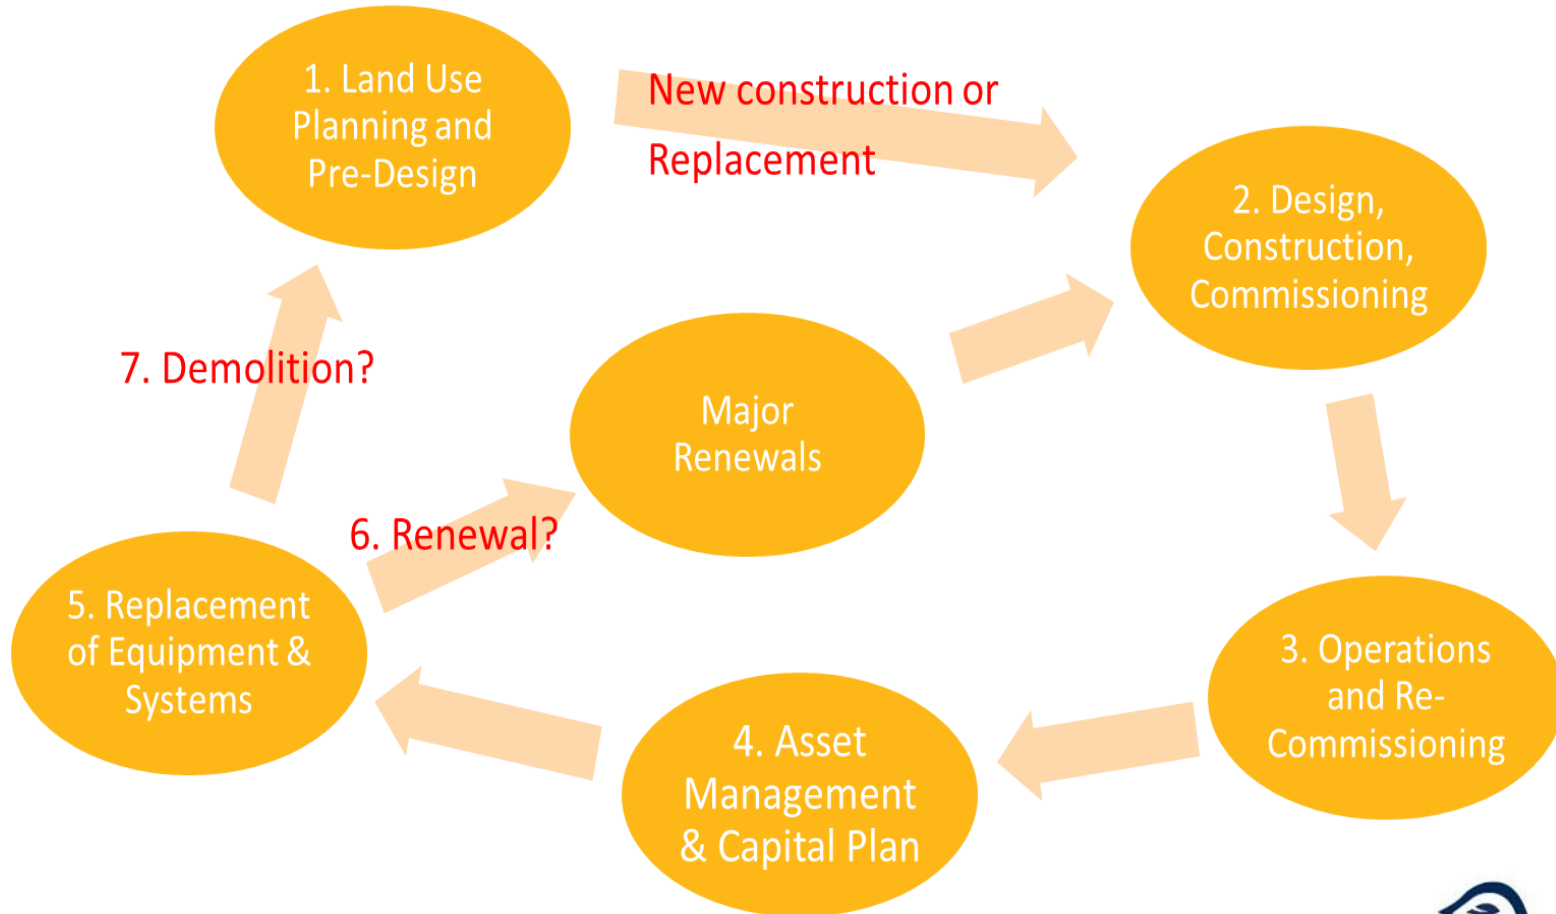 1. Land Use
Planning and
Pre-Design
New construction or
Replacement
2. Design,
Construction,
Commissioning
7. Demolition?
Major
Renewals
6. Renewal?
5. Replacement
of Equipment &
Systems
3. Operations
and Re-
Commissioning
4. Asset
Management
& Capital Plan